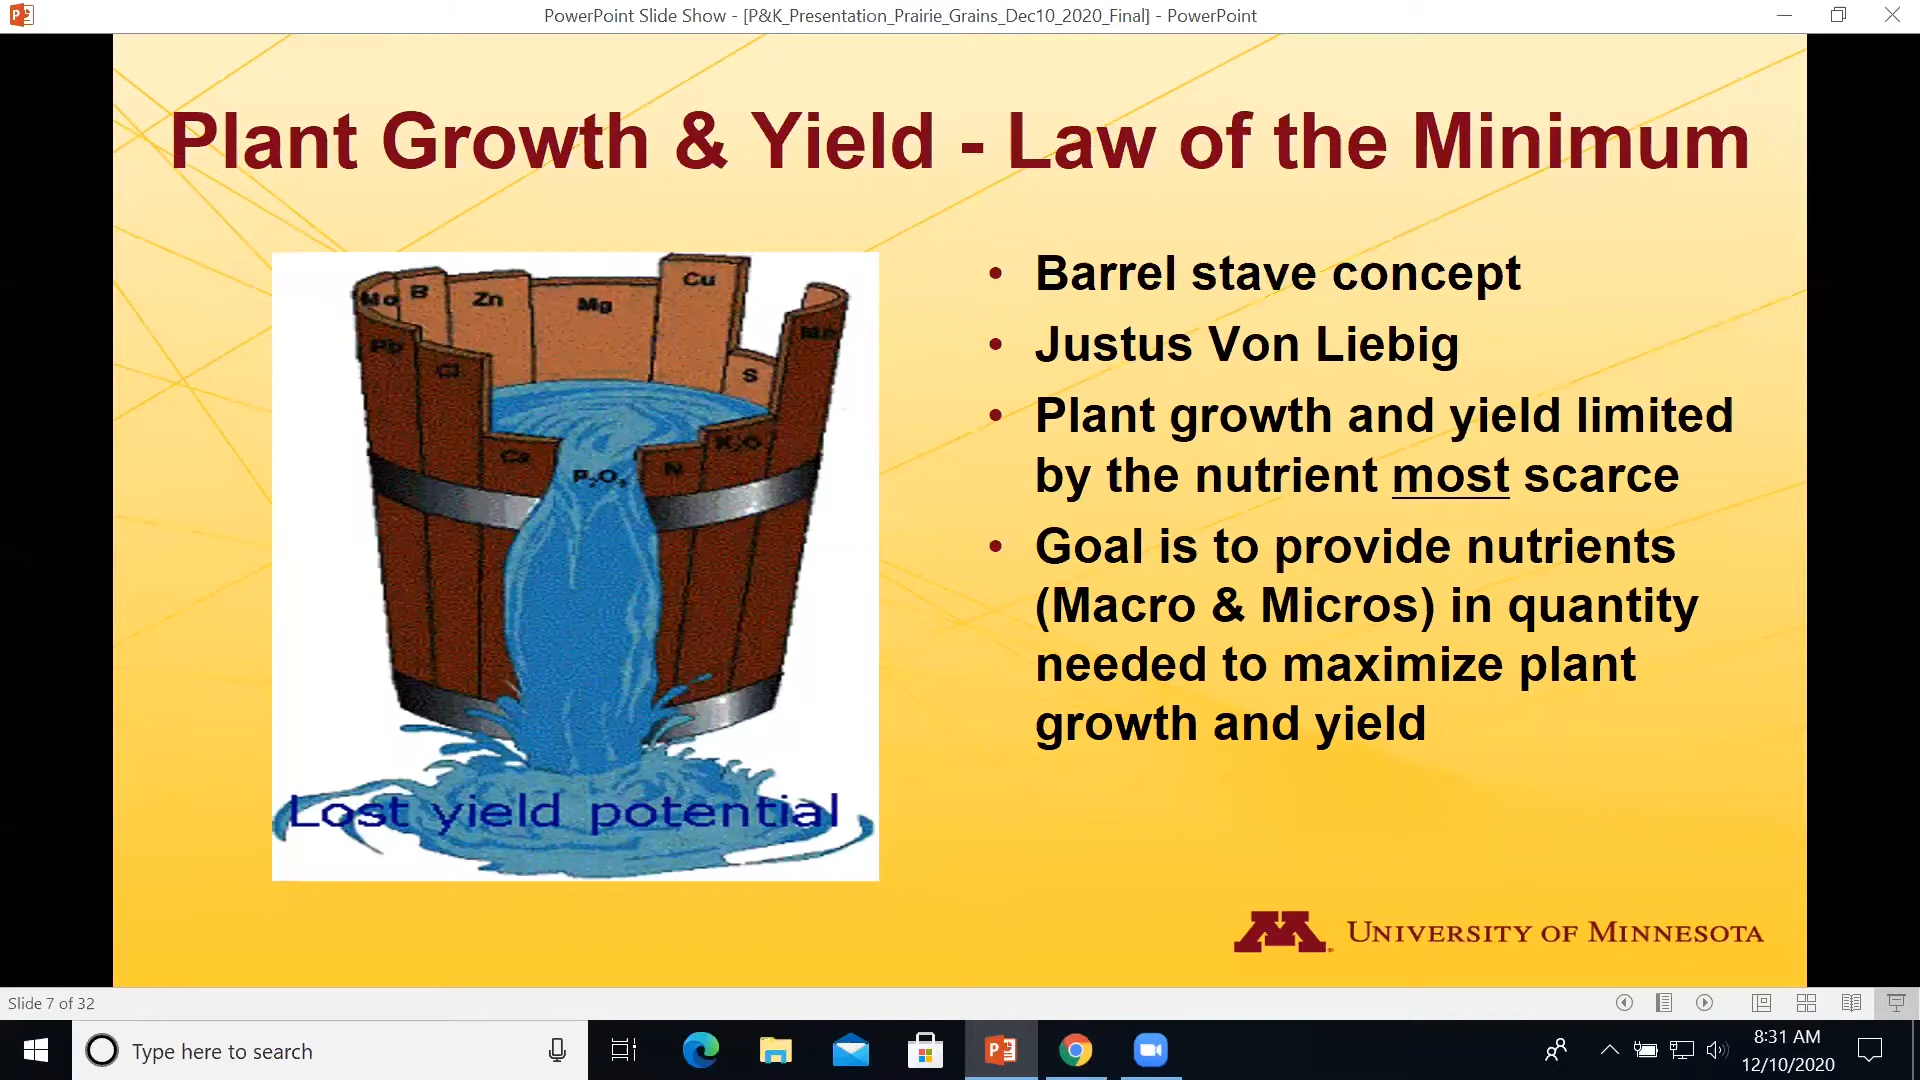 PowerPoint Slide Show - [P&K_Presentation_Prairie_Grains_Dec10_2020_Final] - PowerPoint
Plant Growth & Yield - Law of the Minimum
Mo B Zn Mg Cu
Mn
Cl
S
Ca P₂O₅ N K₂O
Lost yield potential
• Barrel stave concept
• Justus Von Liebig
• Plant growth and yield limited
by the nutrient most scarce
• Goal is to provide nutrients
(Macro & Micros) in quantity
needed to maximize plant
growth and yield
M UNIVERSITY OF MINNESOTA
Slide 7 of 32
Type here to search
8:31 AM
12/10/2020